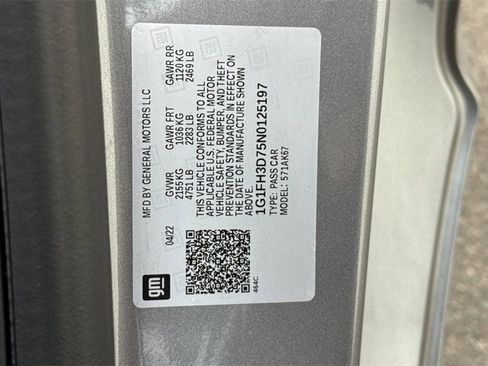 MFD BY GENERAL MOTORS LLC
04/22 GVWR GAWR FRT GAWR RR
2155 KG 1036 KG 1120 KG
4751 LB 2283 LB 2469 LB
THIS VEHICLE CONFORMS TO ALL
APPLICABLE U.S. FEDERAL MOTOR
VEHICLE SAFETY, BUMPER, AND THEFT
PREVENTION STANDARDS IN EFFECT ON
THE DATE OF MANUFACTURE SHOWN
ABOVE.
1G1FH3D75N0125197
TYPE: PASS CAR
MODEL: 571AK67
gm
464C